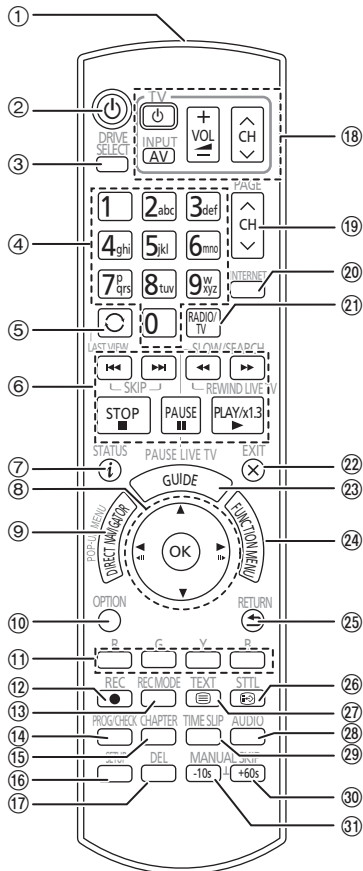 ①
②
TV
DRIVE SELECT
INPUT
AV
+
VOL
−
CH
⑱
③
PAGE
④
1 2abc 3def
CH
⑲
4ghi 5jkl 6mno
INTERNET
⑳
7pqrs 8tuv 9wxyz
⑤
0
RADIO/TV
㉑
LAST VIEW
SLOW/SEARCH
⑥
SKIP
REWIND LIVE TV
STOP
PAUSE
PLAY/x1.3
STATUS
PAUSE LIVE TV
EXIT
⑦
i
㉒
⑧
GUIDE
㉓
⑨
POP-UP MENU
DIRECT NAVIGATOR
OK
FUNCTION MENU
㉔
OPTION
RETURN
⑩
㉕
R G Y B
⑪
⑫
REC
REC MODE
TEXT
STTL
㉖
⑬
㉗
⑭
PROG/CHECK
CHAPTER
TIME SLIP
AUDIO
㉘
⑮
㉙
⑯
SETUP
DEL
MANUAL SKIP
-10s
+60s
㉚
⑰
㉛